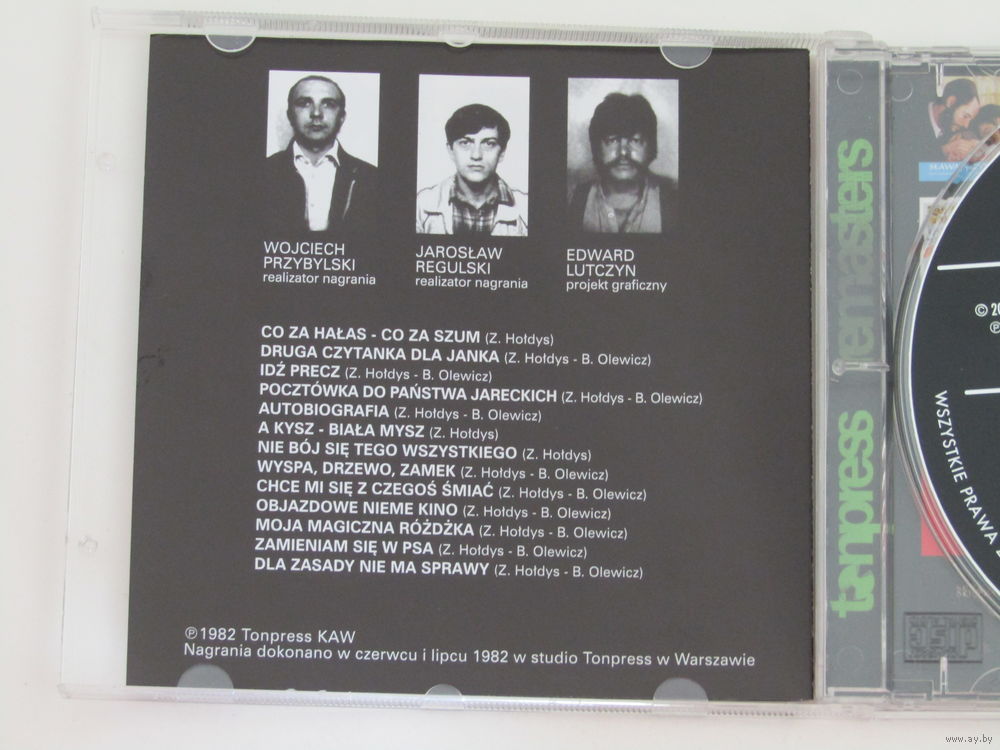 WOJCIECH
PRZYBYLSKI
realizator nagrania
JAROSŁAW
REGULSKI
realizator nagrania
EDWARD
LUTCZYN
projekt graficzny
CO ZA HAŁAS - CO ZA SZUM (Z. Hołdys)
DRUGA CZYTANKA DLA JANKA (Z. Hołdys - B. Olewicz)
IDŹ PRECZ (Z. Hołdys - B. Olewicz)
POCZTÓWKA DO PAŃSTWA JARECKICH (Z. Hołdys - B. Olewicz)
AUTOBIOGRAFIA (Z. Hołdys - B. Olewicz)
A KYSZ - BIAŁA MYSZ (Z. Hołdys)
NIE BÓJ SIĘ TEGO WSZYSTKIEGO (Z. Hołdys)
WYSPA, DRZEWO, ZAMEK (Z. Hołdys - B. Olewicz)
CHCE MI SIĘ Z CZEGOŚ ŚMIAĆ (Z. Hołdys - B. Olewicz)
OBJAZDOWE NIEME KINO (Z. Hołdys - B. Olewicz)
MOJA MAGICZNA RÓŻDŻKA (Z. Hołdys - B. Olewicz)
ZAMIENIAM SIĘ W PSA (Z. Hołdys - B. Olewicz)
DLA ZASADY NIE MA SPRAWY (Z. Hołdys - B. Olewicz)
℗1982 Tonpress KAW
Nagrania dokonano w czerwcu i lipcu 1982 w studio Tonpress w Warszawie
tonpress remasters
© 20
℗
WSZYSTKIE PRAWA
www.ay.by